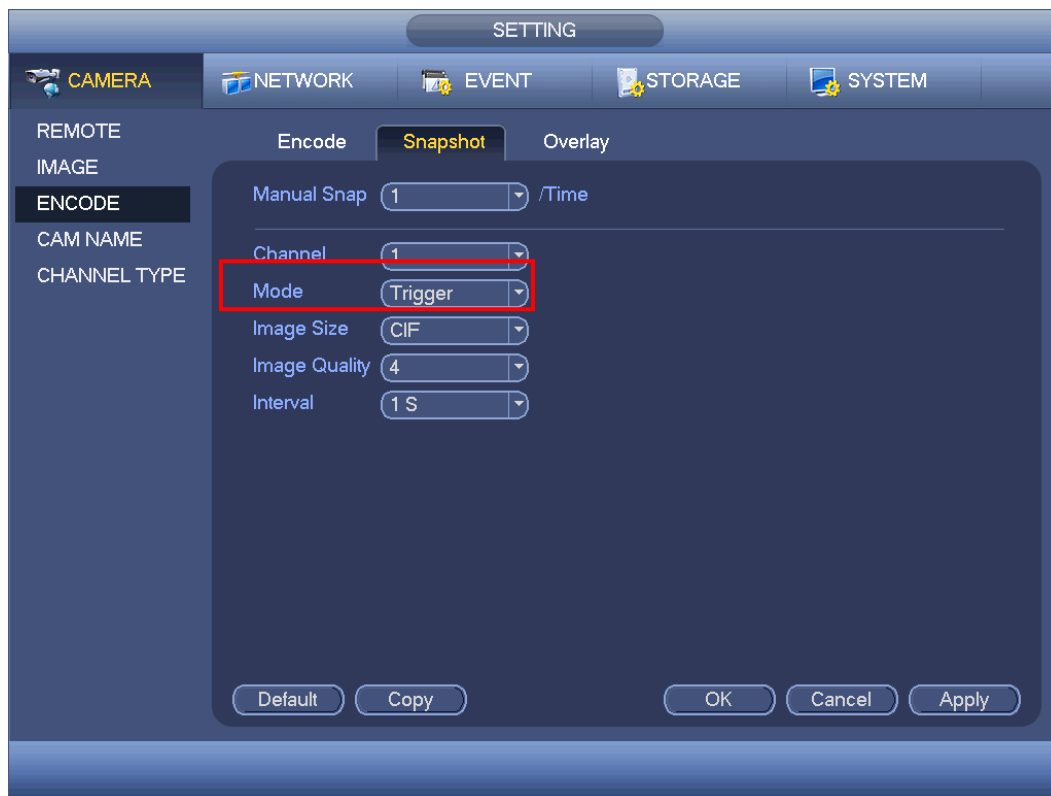 SETTING
CAMERA NETWORK EVENT STORAGE SYSTEM
REMOTE
IMAGE
ENCODE
CAM NAME
CHANNEL TYPE
Encode Snapshot Overlay
Manual Snap 1 /Time
Channel 1
Mode Trigger
Image Size CIF
Image Quality 4
Interval 1 S
Default Copy OK Cancel Apply